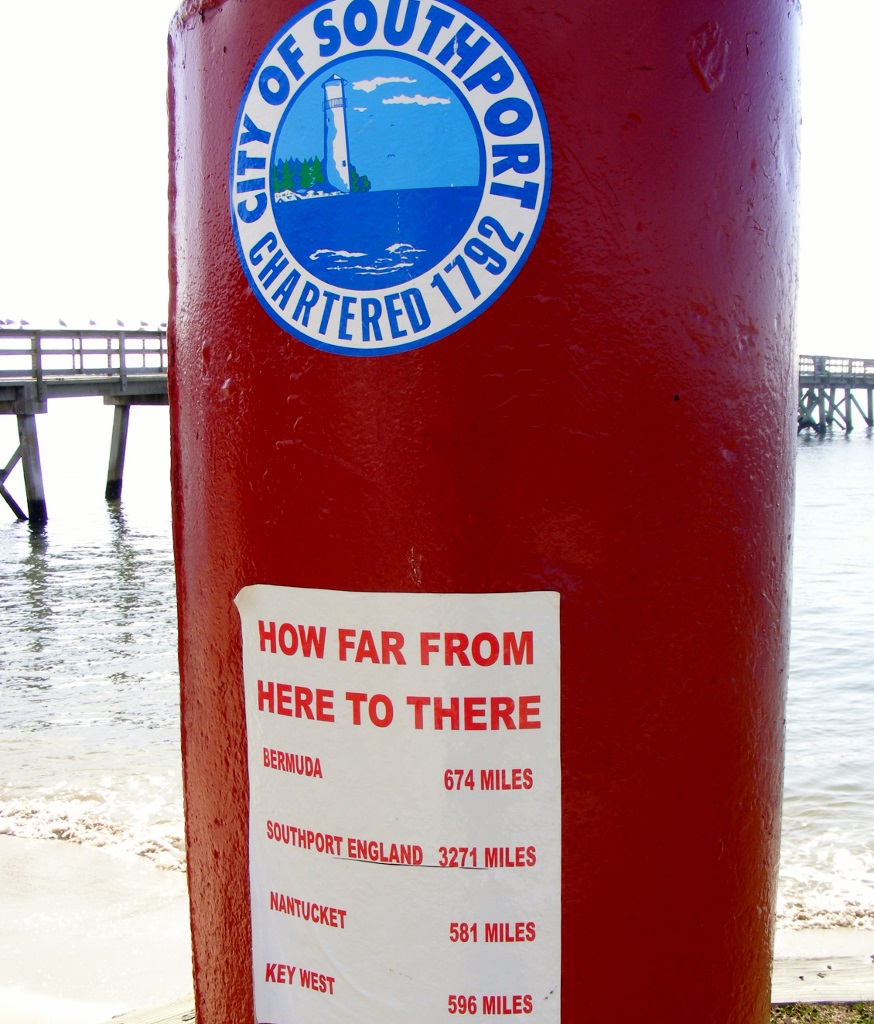 CITY OF SOUTHPORT
CHARTERED 1792
HOW FAR FROM
HERE TO THERE
BERMUDA 674 MILES
SOUTHPORT ENGLAND 3271 MILES
NANTUCKET 581 MILES
KEY WEST 596 MILES